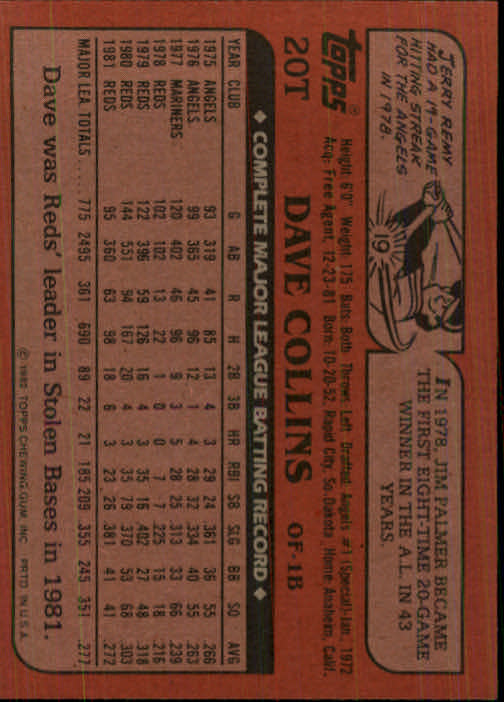 JERRY REMY
HAD A 19-GAME
HITTING STREAK
FOR THE ANGELS
IN 1978.
19
IN 1978, JIM PALMER BECAME
THE FIRST EIGHT-TIME 20-GAME
WINNER IN THE A.L. IN 43
YEARS.
topps®
20T DAVE COLLINS OF-1B
Height: 6'0" Weight: 175 Bats: Both Throws: Left Drafted: Angels #1 (Special)-Jan. 1972
Acq: Free Agent, 12-23-81 Born: 10-20-52, Rapid City, So. Dakota Home: Anaheim, Calif.
◆ COMPLETE MAJOR LEAGUE BATTING RECORD ◆
YEAR CLUB G AB R H 2B 3B HR RBI SB SLG BB SO AVG
1975 ANGELS 93 319 41 85 13 4 3 29 24 .361 36 55 .266
1976 ANGELS 99 365 45 96 12 1 4 28 32 .334 40 55 .263
1977 MARINERS 120 402 46 96 9 3 5 28 25 .313 33 66 .239
1978 REDS 102 102 13 22 1 0 0 7 7 .225 15 18 .216
1979 REDS 122 396 59 126 16 4 3 35 16 .402 27 48 .318
1980 REDS 144 551 94 167 20 4 3 35 79 .370 53 68 .303
1981 REDS 95 360 63 98 18 6 3 23 26 .381 41 41 .272
MAJOR LEA. TOTALS .... 775 2495 361 690 89 22 21 185 209 .355 245 351 .277
Dave was Reds' leader in Stolen Bases in 1981.
© 1982 TOPPS CHEWING GUM, INC. PRTD. IN U.S.A.